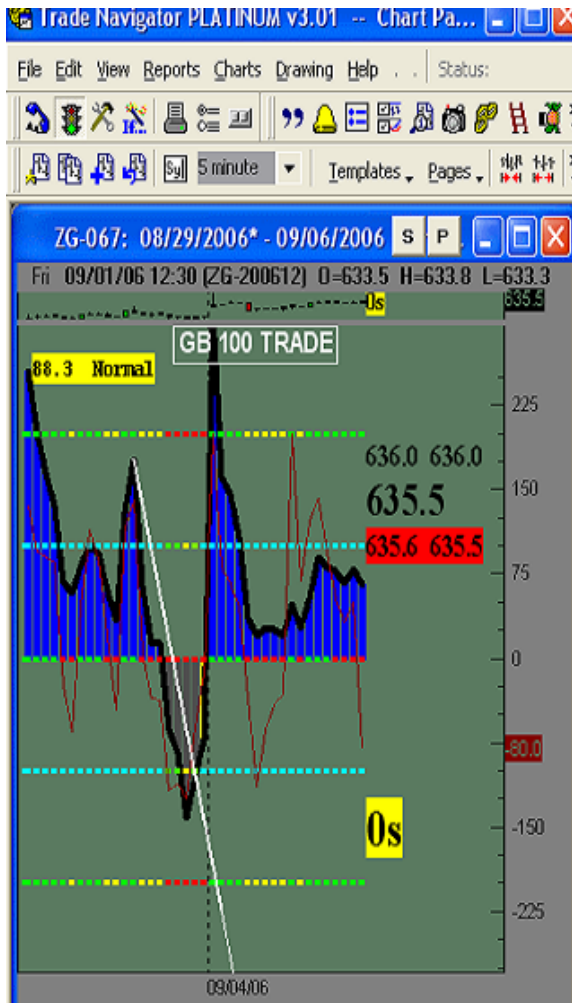 Trade Navigator PLATINUM v3.01 -- Chart Pa...
File Edit View Reports Charts Drawing Help . . Status:
Syl 5 minute Templates Pages
ZG-067: 08/29/2006* - 09/06/2006 S P
Fri 09/01/06 12:30 (ZG-200612) O=633.5 H=633.8 L=633.3
0s 635.5
GB 100 TRADE
88.3 Normal
225
636.0 636.0
635.5
150
635.6 635.5
75
0
-80.0
0s
-150
-225
09/04/06